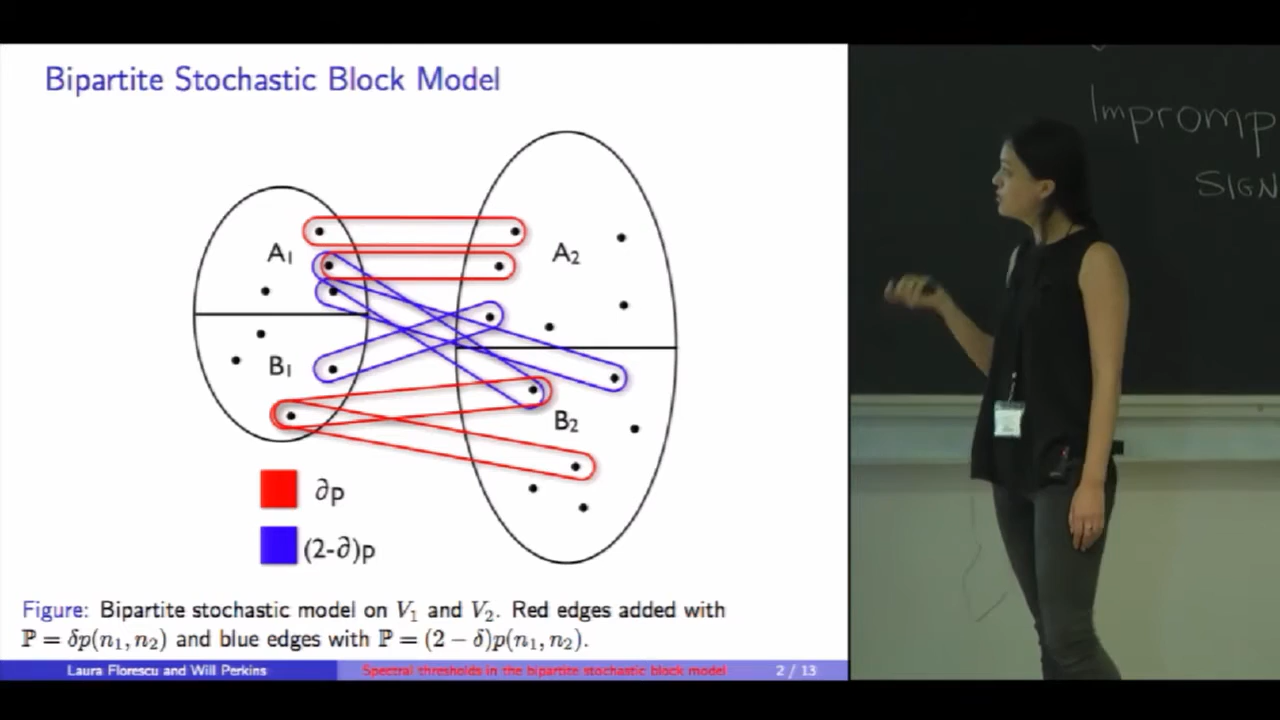 Bipartite Stochastic Block Model
A1
A2
B1
B2
∂p
(2-∂)p
Figure: Bipartite stochastic model on V1 and V2. Red edges added with
ℙ = δp(n1, n2) and blue edges with ℙ = (2 − δ)p(n1, n2).
Laura Florescu and Will Perkins Spectral thresholds in the bipartite stochastic block model 2 / 13
Impromp
SIGN